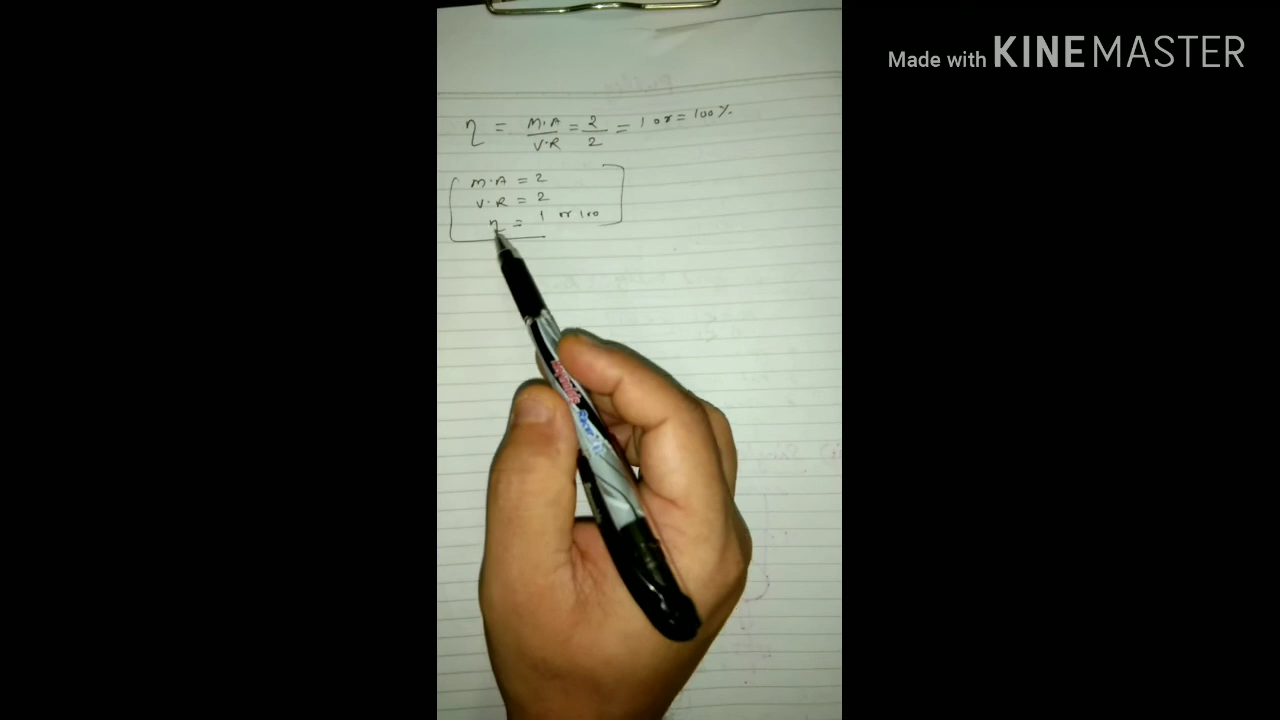 Made with KINEMASTER
η = M.A/V.R = 2/2 = 1 or = 100%.
M.A = 2
V.R = 2
η = 1 or 100